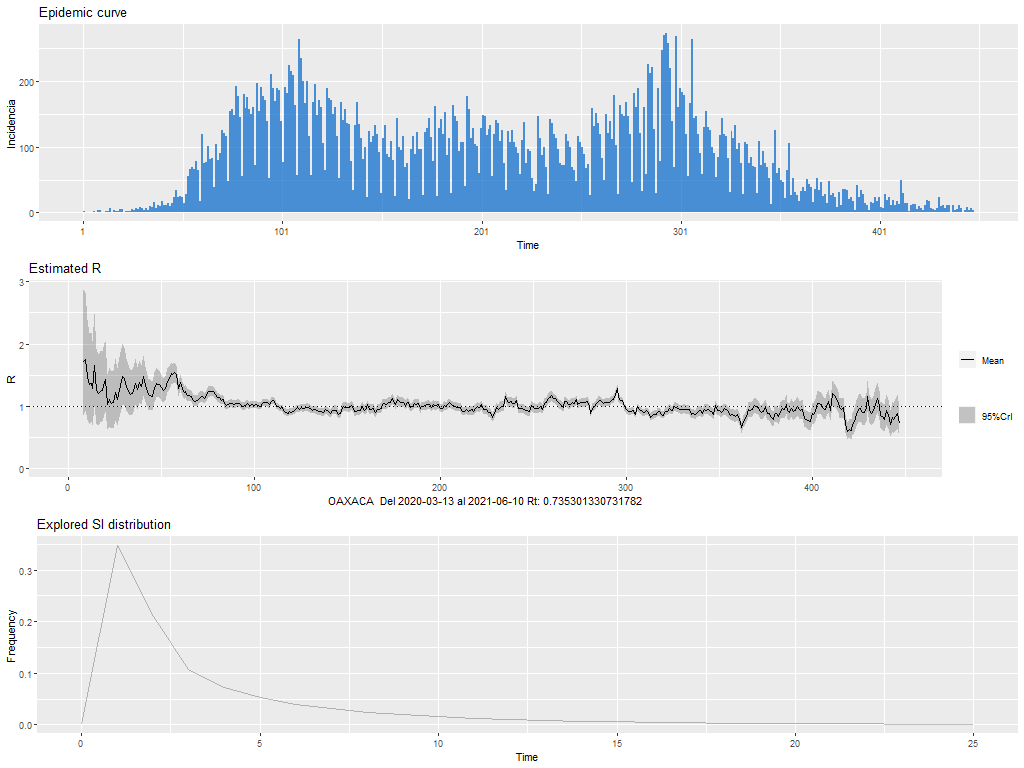 Epidemic curve
Incidencia
200
100
0
1
101
201
301
401
Time
Estimated R
R
3
2
1
0
0
100
200
300
400
OAXACA Del 2020-03-13 al 2021-06-10 Rt: 0.735301330731782
Mean
95%CrI
Explored SI distribution
Frequency
0.3
0.2
0.1
0.0
0
5
10
15
20
25
Time